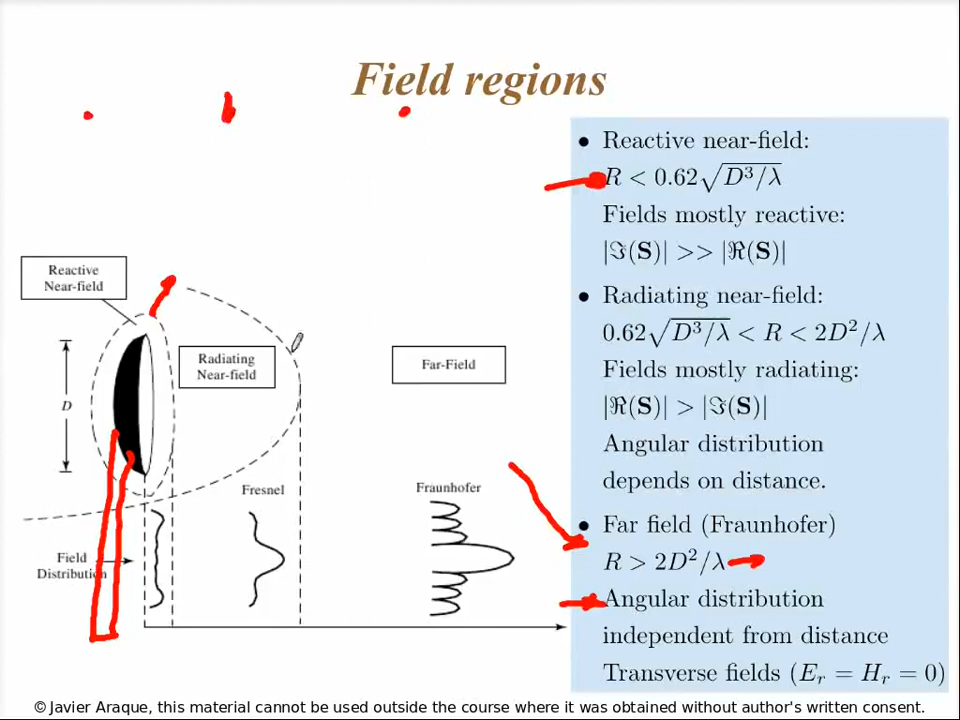 Field regions
Reactive
Near-field
Radiating
Near-field
Far-Field
D
Fresnel
Fraunhofer
Field
Distribution
• Reactive near-field:
R < 0.62√(D³/λ)
Fields mostly reactive:
|ℑ(S)| >> |ℜ(S)|
• Radiating near-field:
0.62√(D³/λ) < R < 2D²/λ
Fields mostly radiating:
|ℜ(S)| > |ℑ(S)|
Angular distribution
depends on distance.
• Far field (Fraunhofer)
R > 2D²/λ
Angular distribution
independent from distance
Transverse fields (E_r = H_r = 0)
© Javier Araque, this material cannot be used outside the course where it was obtained without author's written consent.